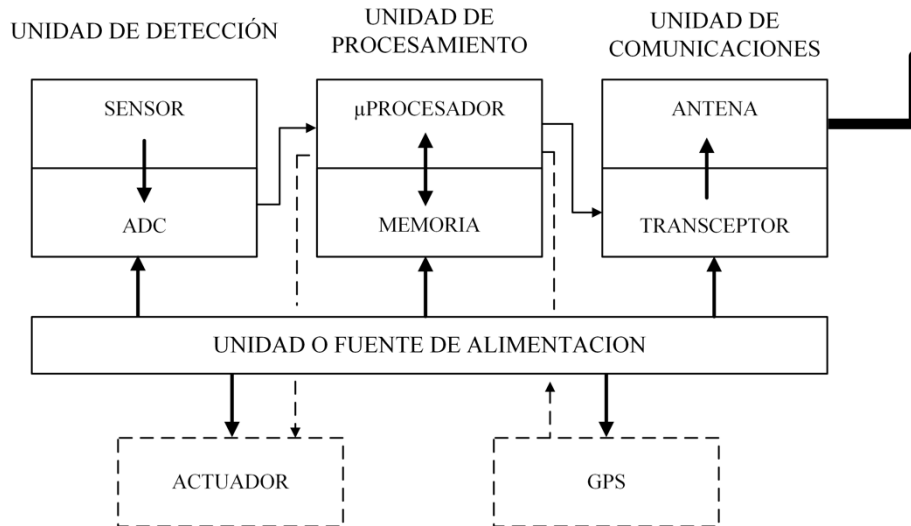 UNIDAD DE DETECCIÓN
UNIDAD DE
PROCESAMIENTO
UNIDAD DE
COMUNICACIONES
SENSOR
ADC
μPROCESADOR
MEMORIA
ANTENA
TRANSCEPTOR
UNIDAD O FUENTE DE ALIMENTACION
ACTUADOR
GPS